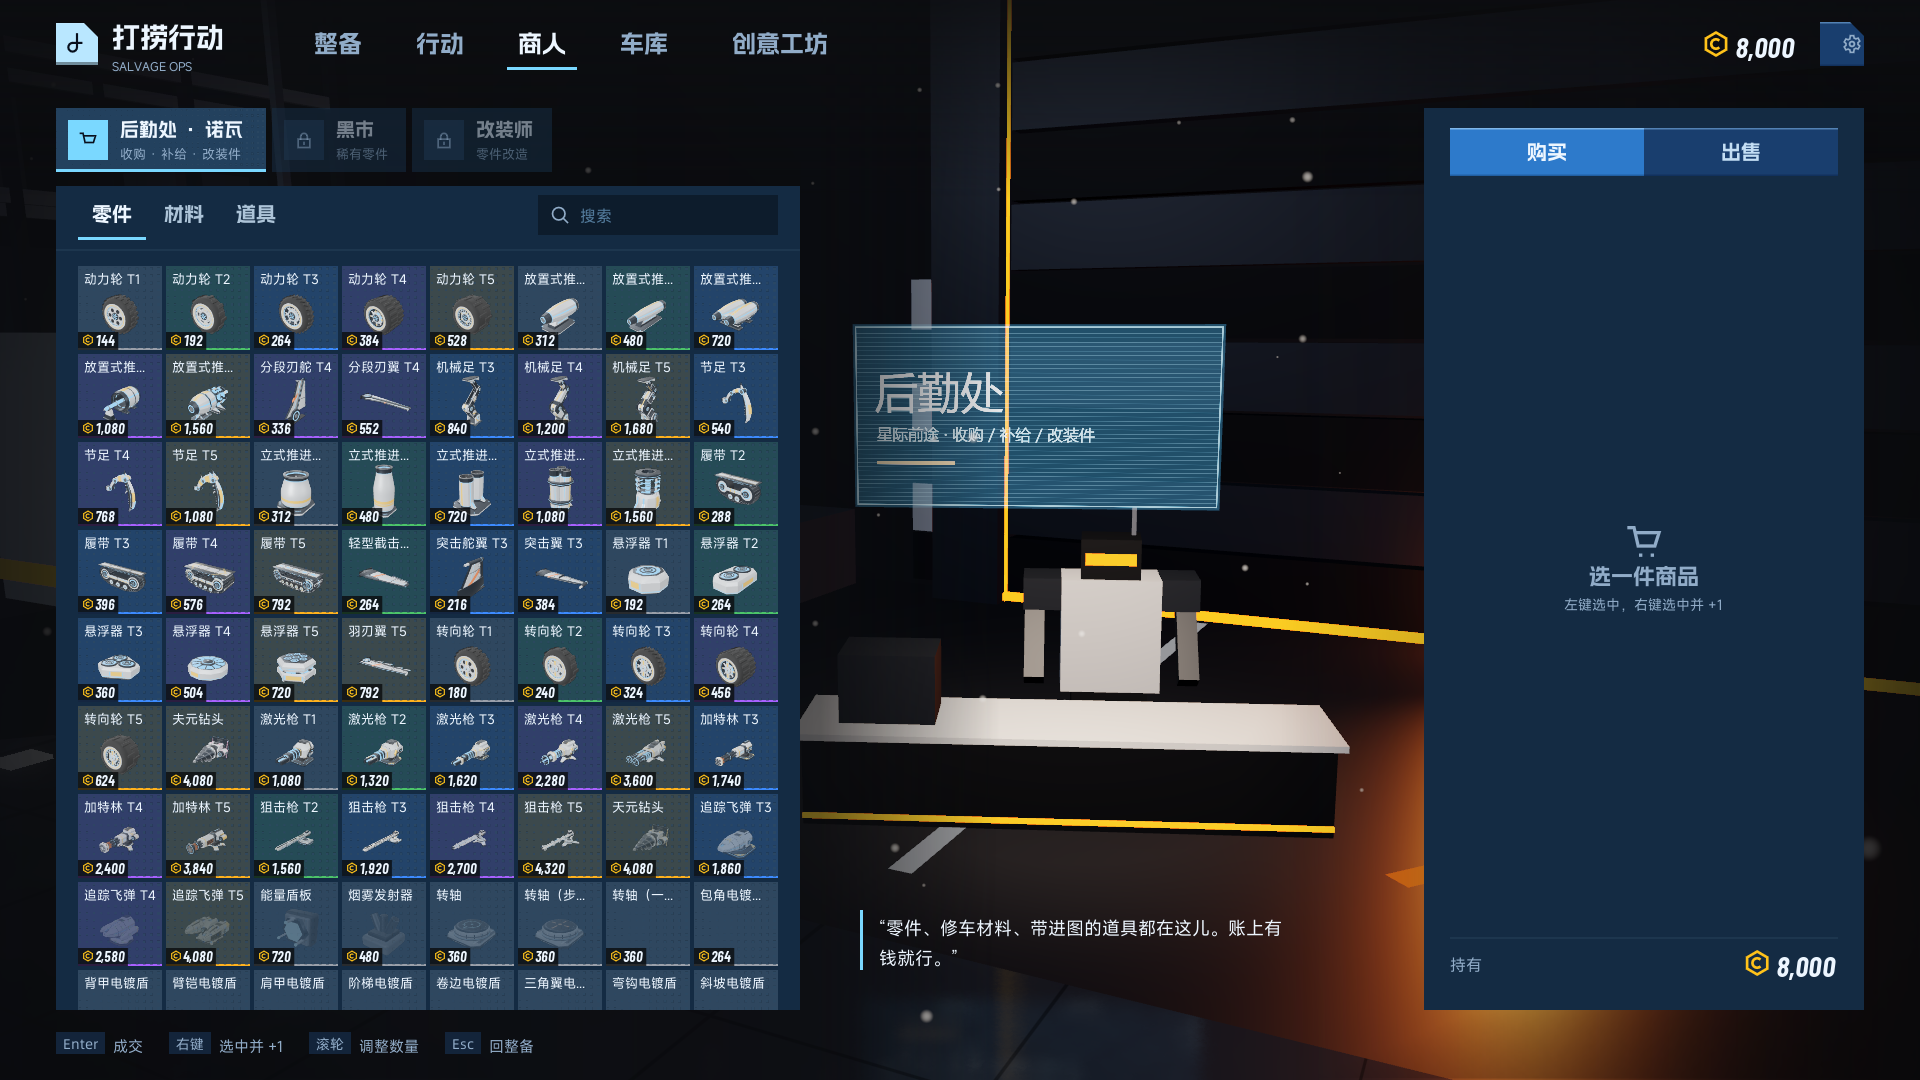 打捞行动
SALVAGE OPS
整备
行动
商人
车库
创意工坊
8,000
后勤处 · 诺瓦
收购 · 补给 · 改装件
黑市
稀有零件
改装师
零件改造
零件
材料
道具
搜索
购买
出售
动力轮 T1
动力轮 T2
动力轮 T3
动力轮 T4
动力轮 T5
放置式推...
放置式推...
放置式推...
144
192
264
384
528
312
480
720
放置式推...
放置式推...
分段刃舵 T4
分段刃翼 T4
机械足 T3
机械足 T4
机械足 T5
节足 T3
1,080
1,560
336
552
840
1,200
1,680
540
节足 T4
节足 T5
立式推进...
立式推进...
立式推进...
立式推进...
立式推进...
履带 T2
768
1,080
312
480
720
1,080
1,560
288
履带 T3
履带 T4
履带 T5
轻型截击...
突击舵翼 T3
突击翼 T3
悬浮器 T1
悬浮器 T2
396
576
792
264
216
384
192
264
悬浮器 T3
悬浮器 T4
悬浮器 T5
羽刃翼 T5
转向轮 T1
转向轮 T2
转向轮 T3
转向轮 T4
360
504
720
792
180
240
324
456
转向轮 T5
夫元钻头
激光枪 T1
激光枪 T2
激光枪 T3
激光枪 T4
激光枪 T5
加特林 T3
624
4,080
1,080
1,320
1,620
2,280
3,600
1,740
加特林 T4
加特林 T5
狙击枪 T2
狙击枪 T3
狙击枪 T4
狙击枪 T5
天元钻头
追踪飞弹 T3
2,400
3,840
1,560
1,920
2,700
4,320
4,080
1,860
追踪飞弹 T4
追踪飞弹 T5
能量盾板
烟雾发射器
转轴
转轴（步...
转轴（一...
包角电镀...
2,580
4,080
720
480
360
360
360
264
背甲电镀盾
臂铠电镀盾
肩甲电镀盾
阶梯电镀盾
卷边电镀盾
三角翼电...
弯钩电镀盾
斜坡电镀盾
后勤处
星际前途 · 收购 / 补给 / 改装件
“零件、修车材料、带进图的道具都在这儿。账上有
钱就行。”
选一件商品
左键选中，右键选中并 +1
持有
8,000
Enter 成交
右键 选中并 +1
滚轮 调整数量
Esc 回整备